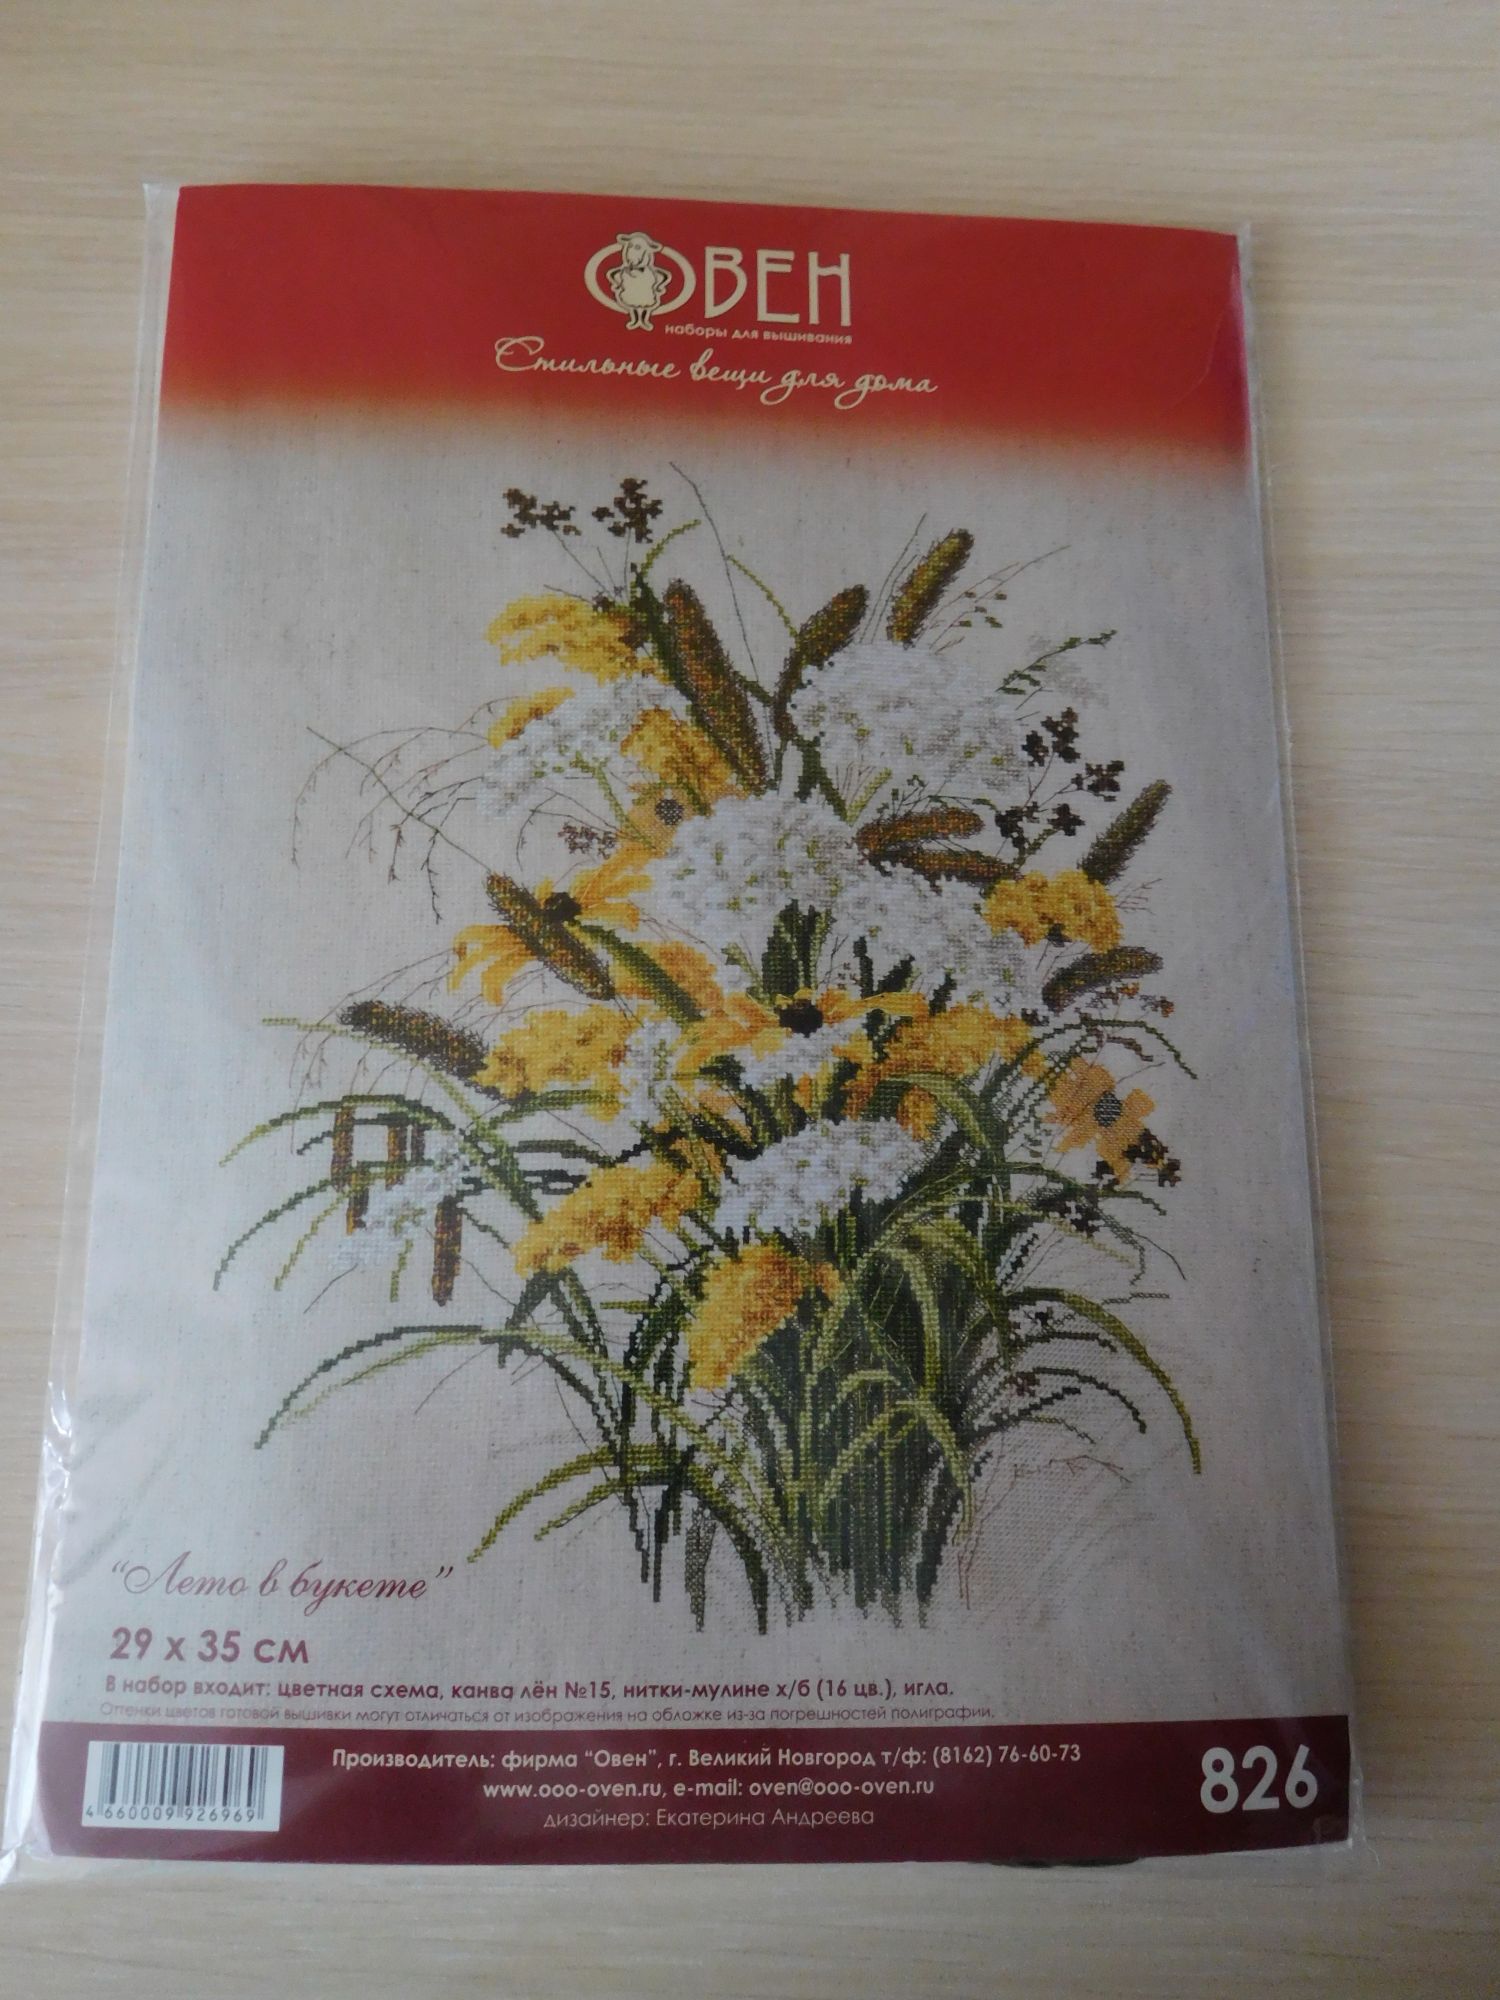 ОВЕН
наборы для вышивания
Стильные вещи для дома
“Лето в букете”
29 x 35 см
В набор входит: цветная схема, канва лён №15, нитки-мулине х/б (16 цв.), игла.
Оттенки цветов готовой вышивки могут отличаться от изображения на обложке из-за погрешностей полиграфии.
Производитель: фирма “Овен”, г. Великий Новгород т/ф: (8162) 76-60-73
www.ooo-oven.ru, e-mail: oven@ooo-oven.ru
дизайнер: Екатерина Андреева
4 660009 926969
826